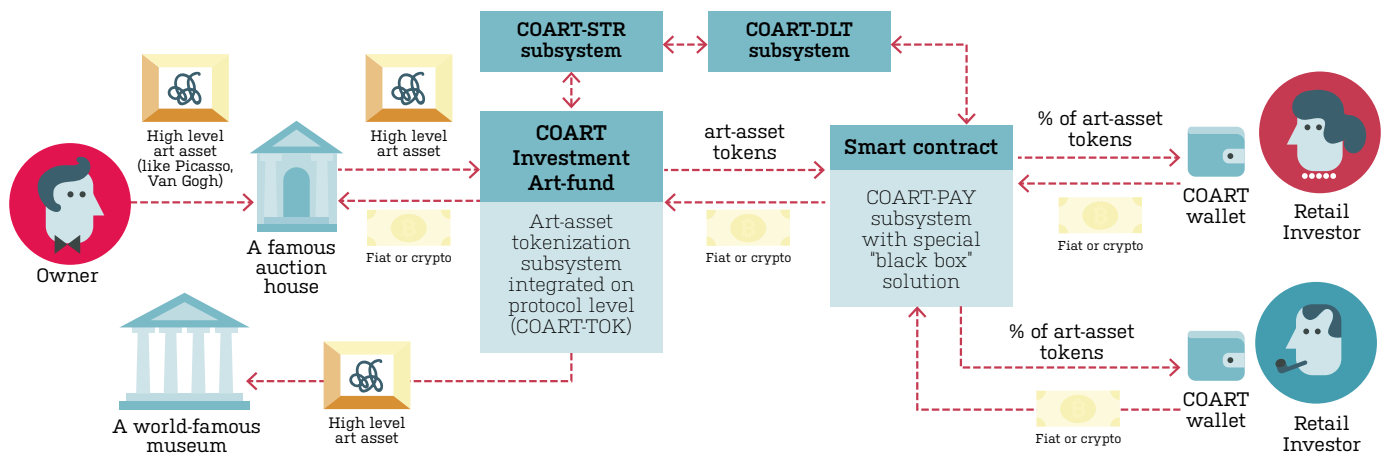 COART-STR
subsystem
COART-DLT
subsystem
High level
art asset
(like Picasso,
Van Gogh)
High level
art asset
Owner
A famous
auction
house
Fiat or crypto
COART
Investment
Art-fund
Art-asset
tokenization
subsystem
integrated on
protocol level
(COART-TOK)
art-asset
tokens
B
Fiat or crypto
Smart contract
COART-PAY
subsystem
with special
"black box"
solution
% of art-asset
tokens
B
Fiat or crypto
COART
wallet
Retail
Investor
A world-famous
museum
High level
art asset
% of art-asset
tokens
B
Fiat or crypto
COART
wallet
Retail
Investor
B